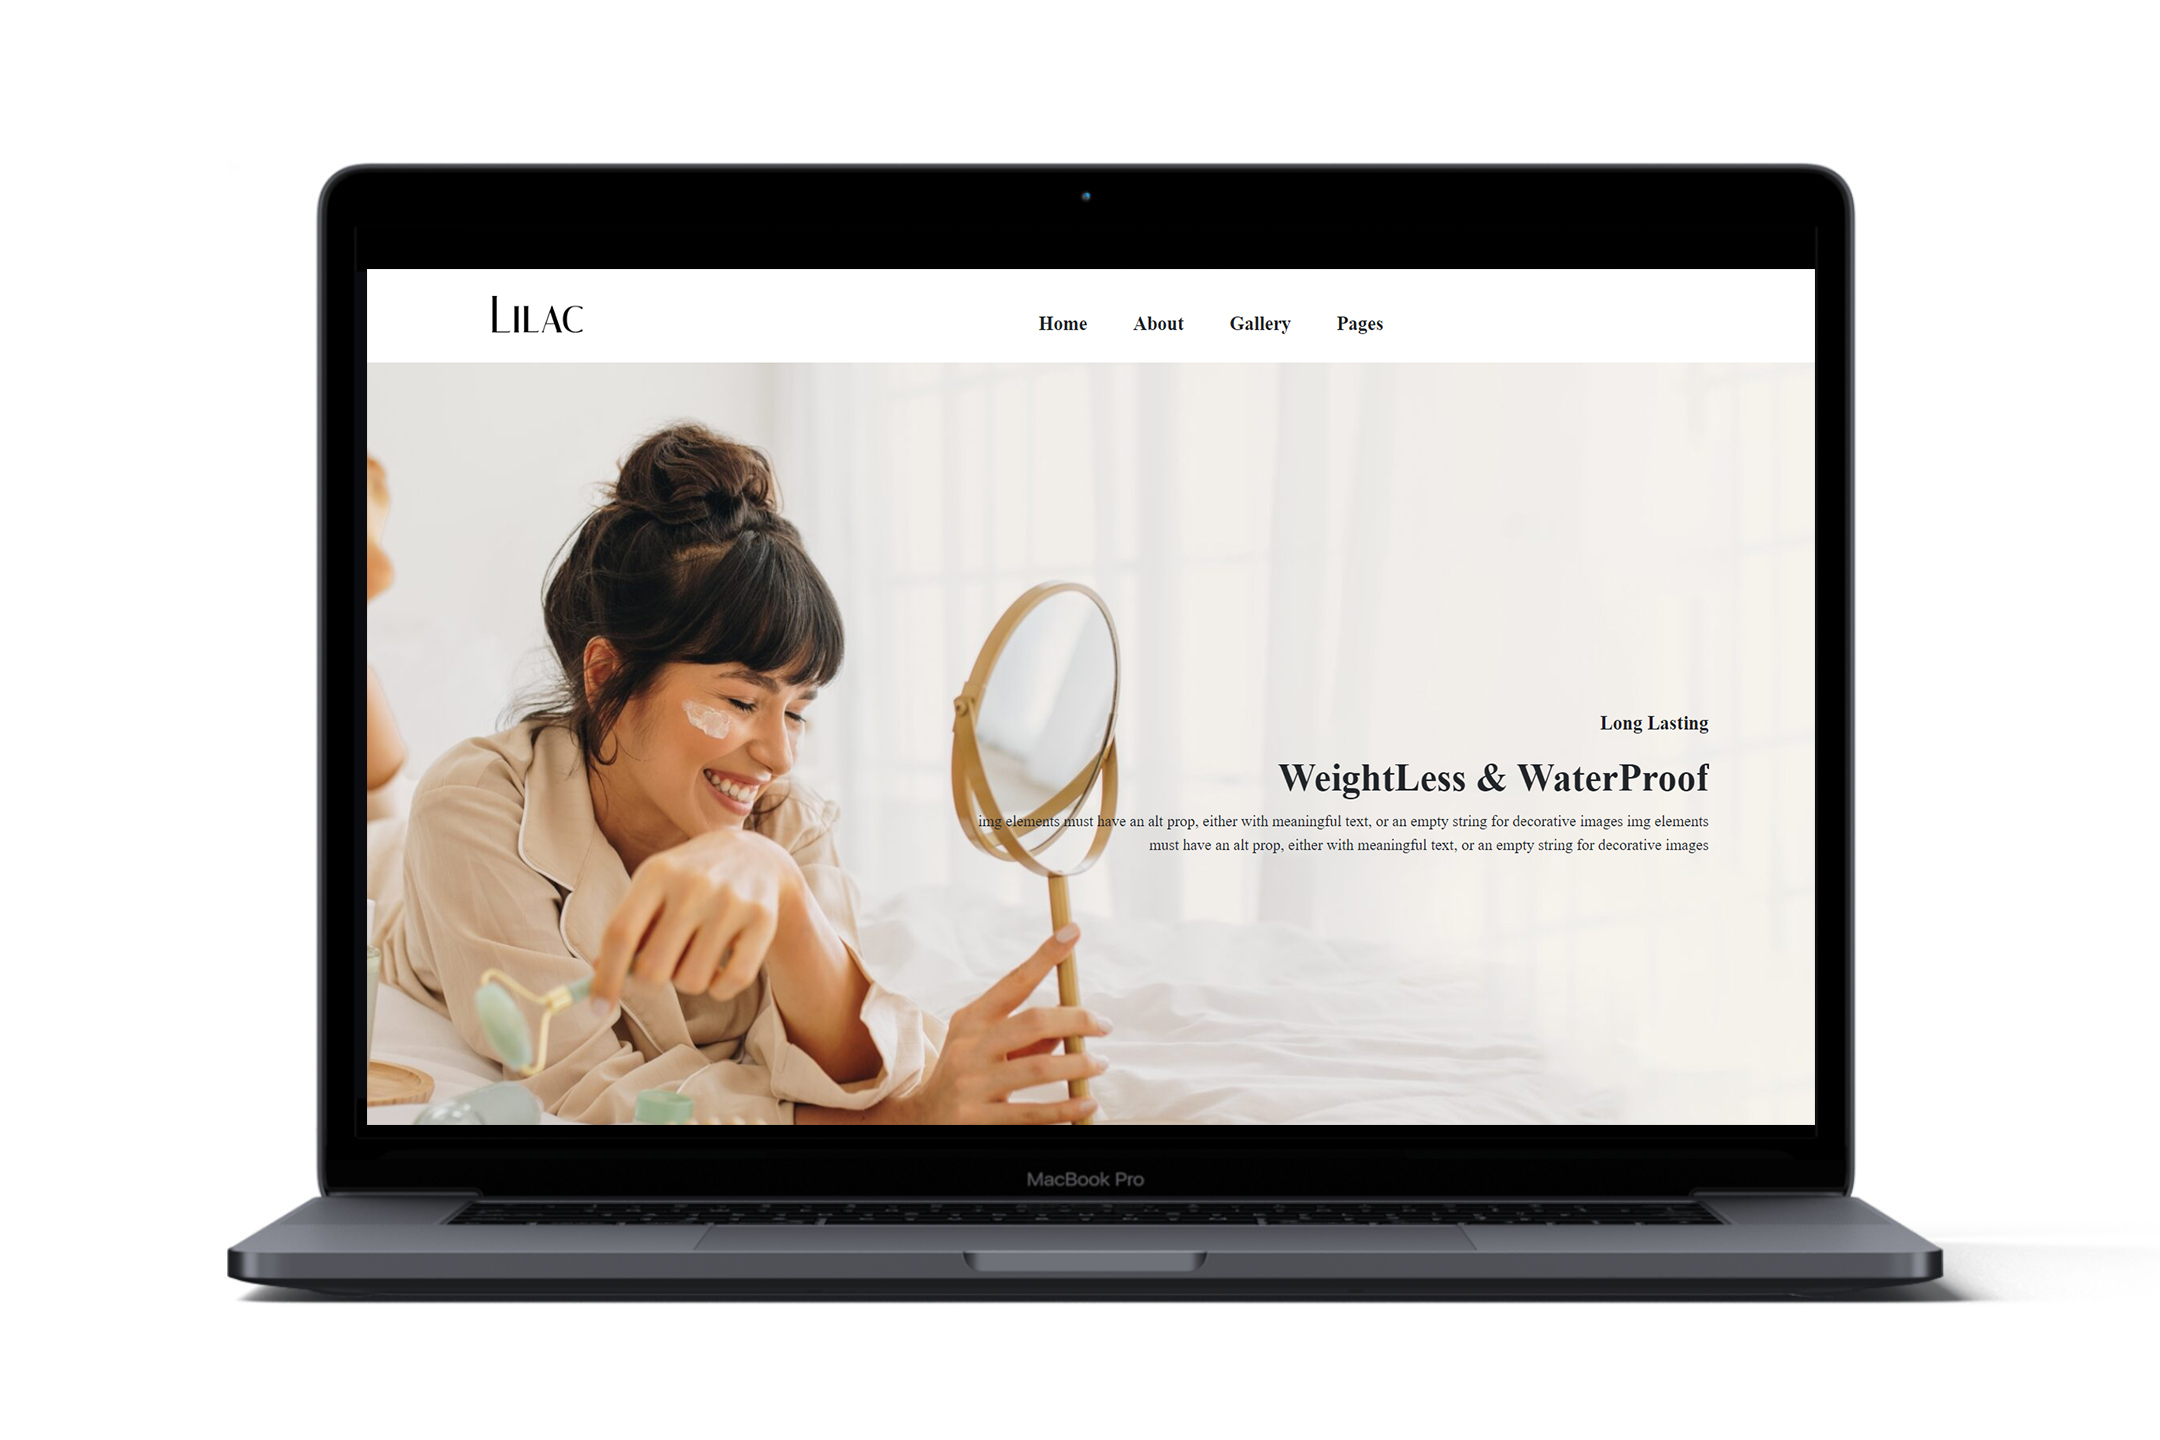 LILAC
Home About Gallery Pages
Long Lasting
WeightLess & WaterProof
img elements must have an alt prop, either with meaningful text, or an empty string for decorative images img elements
must have an alt prop, either with meaningful text, or an empty string for decorative images
MacBook Pro